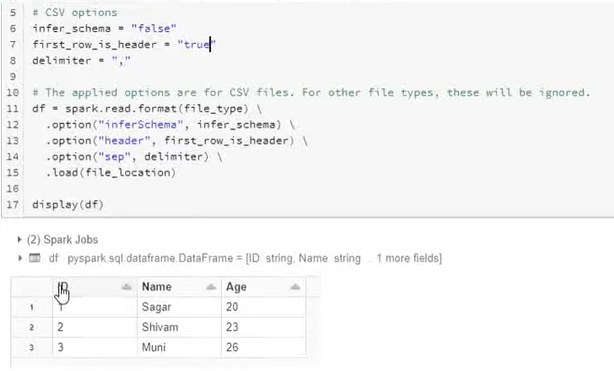 5 # CSV options
6 infer_schema = "false"
7 first_row_is_header = "true"
8 delimiter = ","
9
10 # The applied options are for CSV files. For other file types, these will be ignored.
11 df = spark.read.format(file_type) \
12 .option("inferSchema", infer_schema) \
13 .option("header", first_row_is_header) \
14 .option("sep", delimiter) \
15 .load(file_location)
16
17 display(df)
(2) Spark Jobs
df pyspark.sql.dataframe.DataFrame = [ID string, Name string .. 1 more fields]
ID Name Age
1 1 Sagar 20
2 2 Shivam 23
3 3 Muni 26